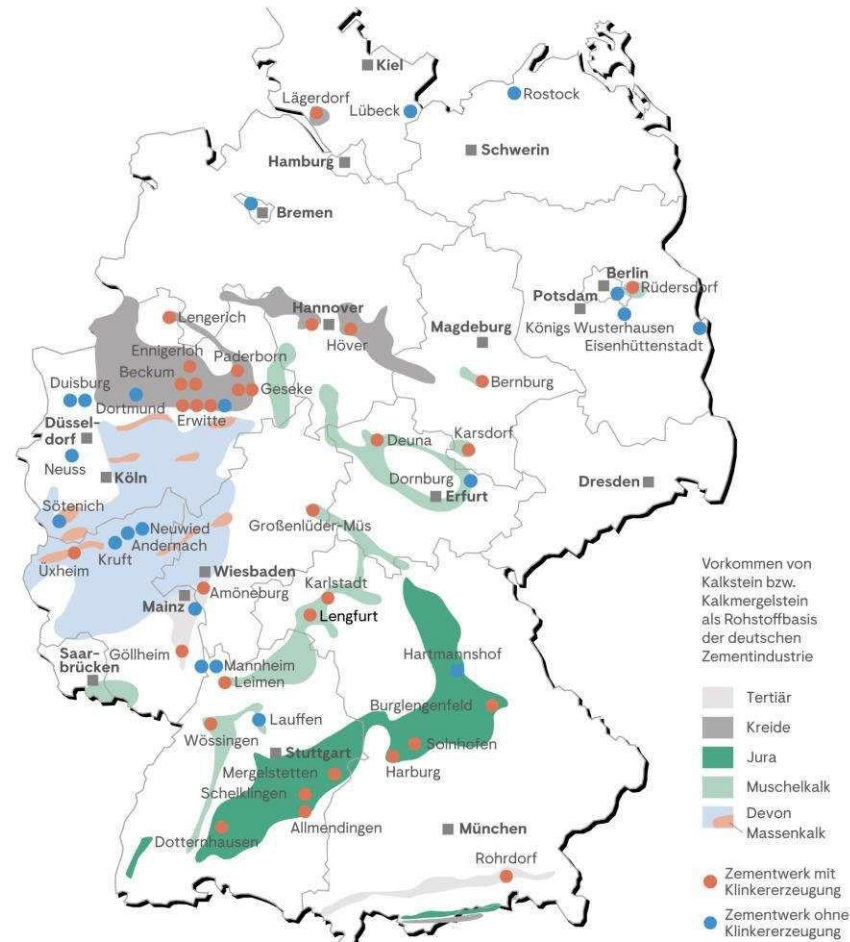 Kiel
Rostock
Lägerdorf
Lübeck
Schwerin
Hamburg
Bremen
Berlin
Rüdersdorf
Potsdam
Königs Wusterhausen
Eisenhüttenstadt
Lengerich
Hannover
Höver
Magdeburg
Bernburg
Ennigerloh
Paderborn
Beckum
Geseke
Duisburg
Dortmund
Erwitte
Düssel-
dorf
Neuss
Köln
Deuna
Karsdorf
Dornburg
Erfurt
Dresden
Sötenich
Neuwied
Andernach
Kruft
Üxheim
Großenlüder-Müs
Wiesbaden
Amöneburg
Mainz
Karlstadt
Lengfurt
Saar-
brücken
Göllheim
Mannheim
Leimen
Hartmannshof
Burglengenfeld
Lauffen
Wössingen
Stuttgart
Solnhofen
Harburg
Mergelstetten
Schelklingen
Allmendingen
Dotternhausen
München
Rohrdorf
Vorkommen von
Kalkstein bzw.
Kalkmergelstein
als Rohstoffbasis
der deutschen
Zementindustrie
Tertiär
Kreide
Jura
Muschelkalk
Devon
Massenkalk
Zementwerk mit
Klinkererzeugung
Zementwerk ohne
Klinkererzeugung